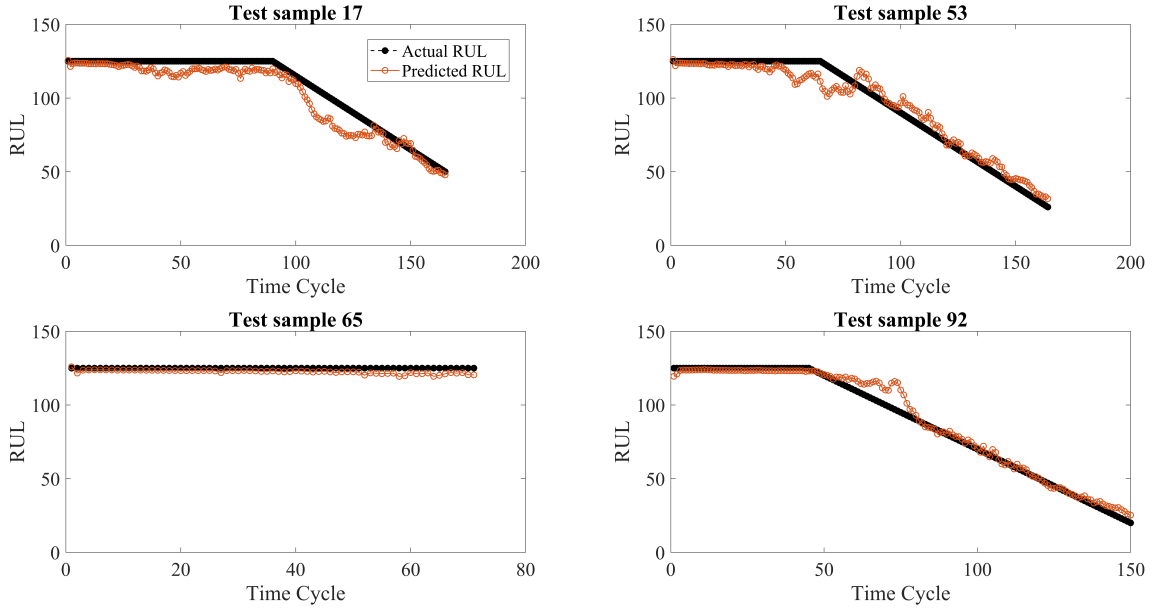 Test sample 17
150
100
50
0
RUL
0 50 100 150 200
Time Cycle
Actual RUL
Predicted RUL
Test sample 53
150
100
50
0
RUL
0 50 100 150 200
Time Cycle
Test sample 65
150
100
50
0
RUL
0 20 40 60 80
Time Cycle
Test sample 92
150
100
50
0
RUL
0 50 100 150
Time Cycle